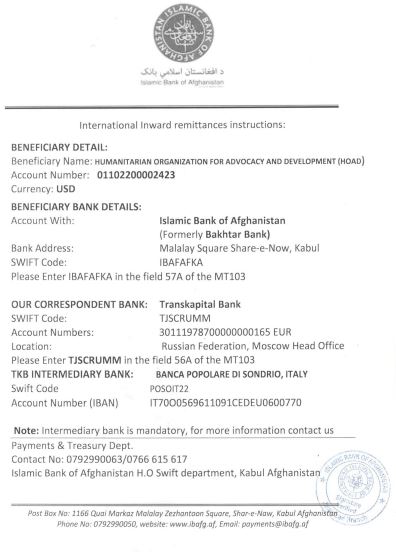 ISLAMIC BANK OF AFGHANISTAN
د افغانستان اسلامي بانک
Islamic Bank of Afghanistan
International Inward remittances instructions:
BENEFICIARY DETAIL:
Beneficiary Name: HUMANITARIAN ORGANIZATION FOR ADVOCACY AND DEVELOPMENT (HOAD)
Account Number: 01102200002423
Currency: USD
BENEFICIARY BANK DETAILS:
Account With: Islamic Bank of Afghanistan
(Formerly Bakhtar Bank)
Bank Address: Malalay Square Share-e-Now, Kabul
SWIFT Code: IBAFAFKA
Please Enter IBAFAFKA in the field 57A of the MT103
OUR CORRESPONDENT BANK: Transkapital Bank
SWIFT Code: TJSCRUMM
Account Numbers: 30111978700000000165 EUR
Location: Russian Federation, Moscow Head Office
Please Enter TJSCRUMM in the field 56A of the MT103
TKB INTERMEDIARY BANK: BANCA POPOLARE DI SONDRIO, ITALY
Swift Code POSOIT22
Account Number (IBAN) IT70O0569611091CEDEU0600770
Note: Intermediary bank is mandatory, for more information contact us
Payments & Treasury Dept.
Contact No: 0792990063/0766 615 617
Islamic Bank of Afghanistan H.O Swift department, Kabul Afghanistan
ISLAMIC BANK OF AFGHANISTAN
Post Box No: 1166 Quai Markaz Malalay Zezhantoon Square, Shar-e-Naw, Kabul Afghanistan
Phone No: 0792990050, website: www.ibafg.af, Email: payments@ibafg.af